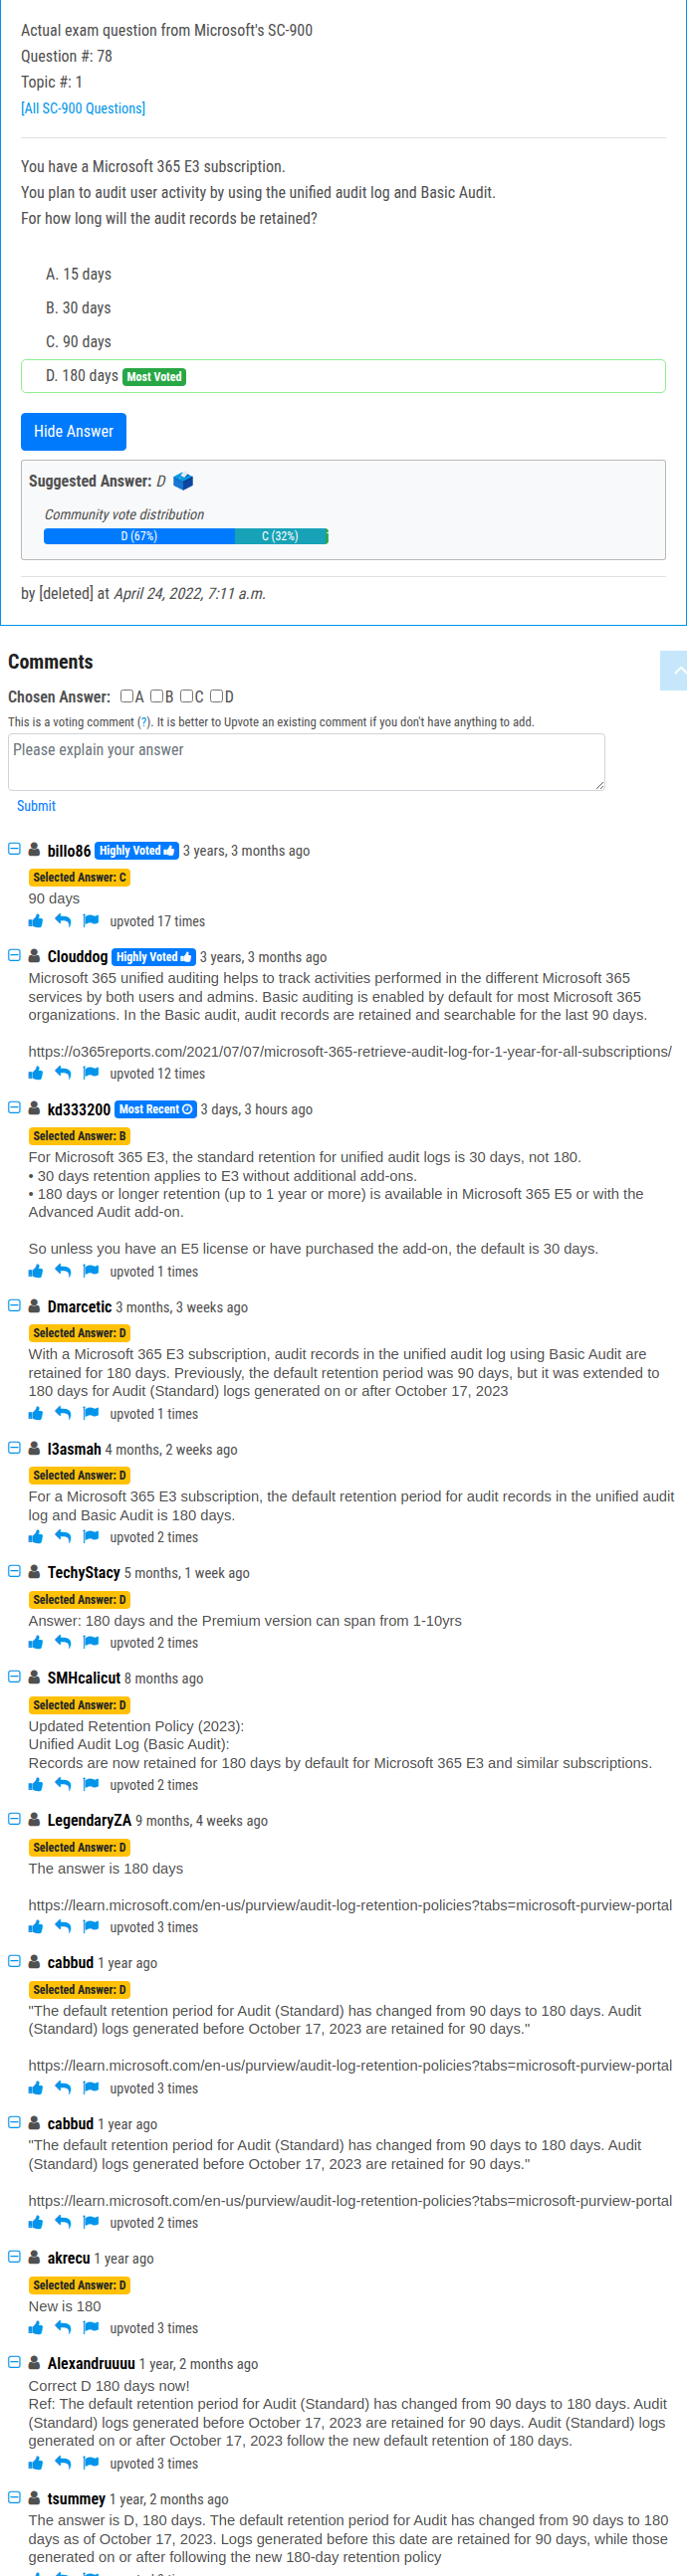 Actual exam question from Microsoft's SC-900
Question #: 78
Topic #: 1
[All SC-900 Questions]
You have a Microsoft 365 E3 subscription.
You plan to audit user activity by using the unified audit log and Basic Audit.
For how long will the audit records be retained?
A. 15 days
B. 30 days
C. 90 days
D. 180 days Most Voted
Hide Answer
Suggested Answer: D
Community vote distribution
D (67%) C (32%)
by [deleted] at April 24, 2022, 7:11 a.m.
Comments
Chosen Answer: A B C D
This is a voting comment (?). It is better to Upvote an existing comment if you don't have anything to add.
Please explain your answer
Submit
billo86 Highly Voted 3 years, 3 months ago
Selected Answer: C
90 days
upvoted 17 times
Clouddog Highly Voted 3 years, 3 months ago
Microsoft 365 unified auditing helps to track activities performed in the different Microsoft 365
services by both users and admins. Basic auditing is enabled by default for most Microsoft 365
organizations. In the Basic audit, audit records are retained and searchable for the last 90 days.
https://o365reports.com/2021/07/07/microsoft-365-retrieve-audit-log-for-1-year-for-all-subscriptions/
upvoted 12 times
kd333200 Most Recent 3 days, 3 hours ago
Selected Answer: B
For Microsoft 365 E3, the standard retention for unified audit logs is 30 days, not 180.
• 30 days retention applies to E3 without additional add-ons.
• 180 days or longer retention (up to 1 year or more) is available in Microsoft 365 E5 or with the
Advanced Audit add-on.
So unless you have an E5 license or have purchased the add-on, the default is 30 days.
upvoted 1 times
Dmarcetic 3 months, 3 weeks ago
Selected Answer: D
With a Microsoft 365 E3 subscription, audit records in the unified audit log using Basic Audit are
retained for 180 days. Previously, the default retention period was 90 days, but it was extended to
180 days for Audit (Standard) logs generated on or after October 17, 2023
upvoted 1 times
l3asmah 4 months, 2 weeks ago
Selected Answer: D
For a Microsoft 365 E3 subscription, the default retention period for audit records in the unified audit
log and Basic Audit is 180 days.
upvoted 2 times
TechyStacy 5 months, 1 week ago
Selected Answer: D
Answer: 180 days and the Premium version can span from 1-10yrs
upvoted 2 times
SMHcalicut 8 months ago
Selected Answer: D
Updated Retention Policy (2023):
Unified Audit Log (Basic Audit):
Records are now retained for 180 days by default for Microsoft 365 E3 and similar subscriptions.
upvoted 2 times
LegendaryZA 9 months, 4 weeks ago
Selected Answer: D
The answer is 180 days
https://learn.microsoft.com/en-us/purview/audit-log-retention-policies?tabs=microsoft-purview-portal
upvoted 3 times
cabbud 1 year ago
Selected Answer: D
"The default retention period for Audit (Standard) has changed from 90 days to 180 days. Audit
(Standard) logs generated before October 17, 2023 are retained for 90 days."
https://learn.microsoft.com/en-us/purview/audit-log-retention-policies?tabs=microsoft-purview-portal
upvoted 3 times
cabbud 1 year ago
"The default retention period for Audit (Standard) has changed from 90 days to 180 days. Audit
(Standard) logs generated before October 17, 2023 are retained for 90 days."
https://learn.microsoft.com/en-us/purview/audit-log-retention-policies?tabs=microsoft-purview-portal
upvoted 2 times
akrecu 1 year ago
Selected Answer: D
New is 180
upvoted 3 times
Alexandruuuu 1 year, 2 months ago
Correct D 180 days now!
Ref: The default retention period for Audit (Standard) has changed from 90 days to 180 days. Audit
(Standard) logs generated before October 17, 2023 are retained for 90 days. Audit (Standard) logs
generated on or after October 17, 2023 follow the new default retention of 180 days.
upvoted 3 times
tsummey 1 year, 2 months ago
The answer is D, 180 days. The default retention period for Audit has changed from 90 days to 180
days as of October 17, 2023. Logs generated before this date are retained for 90 days, while those
generated on or after following the new 180-day retention policy